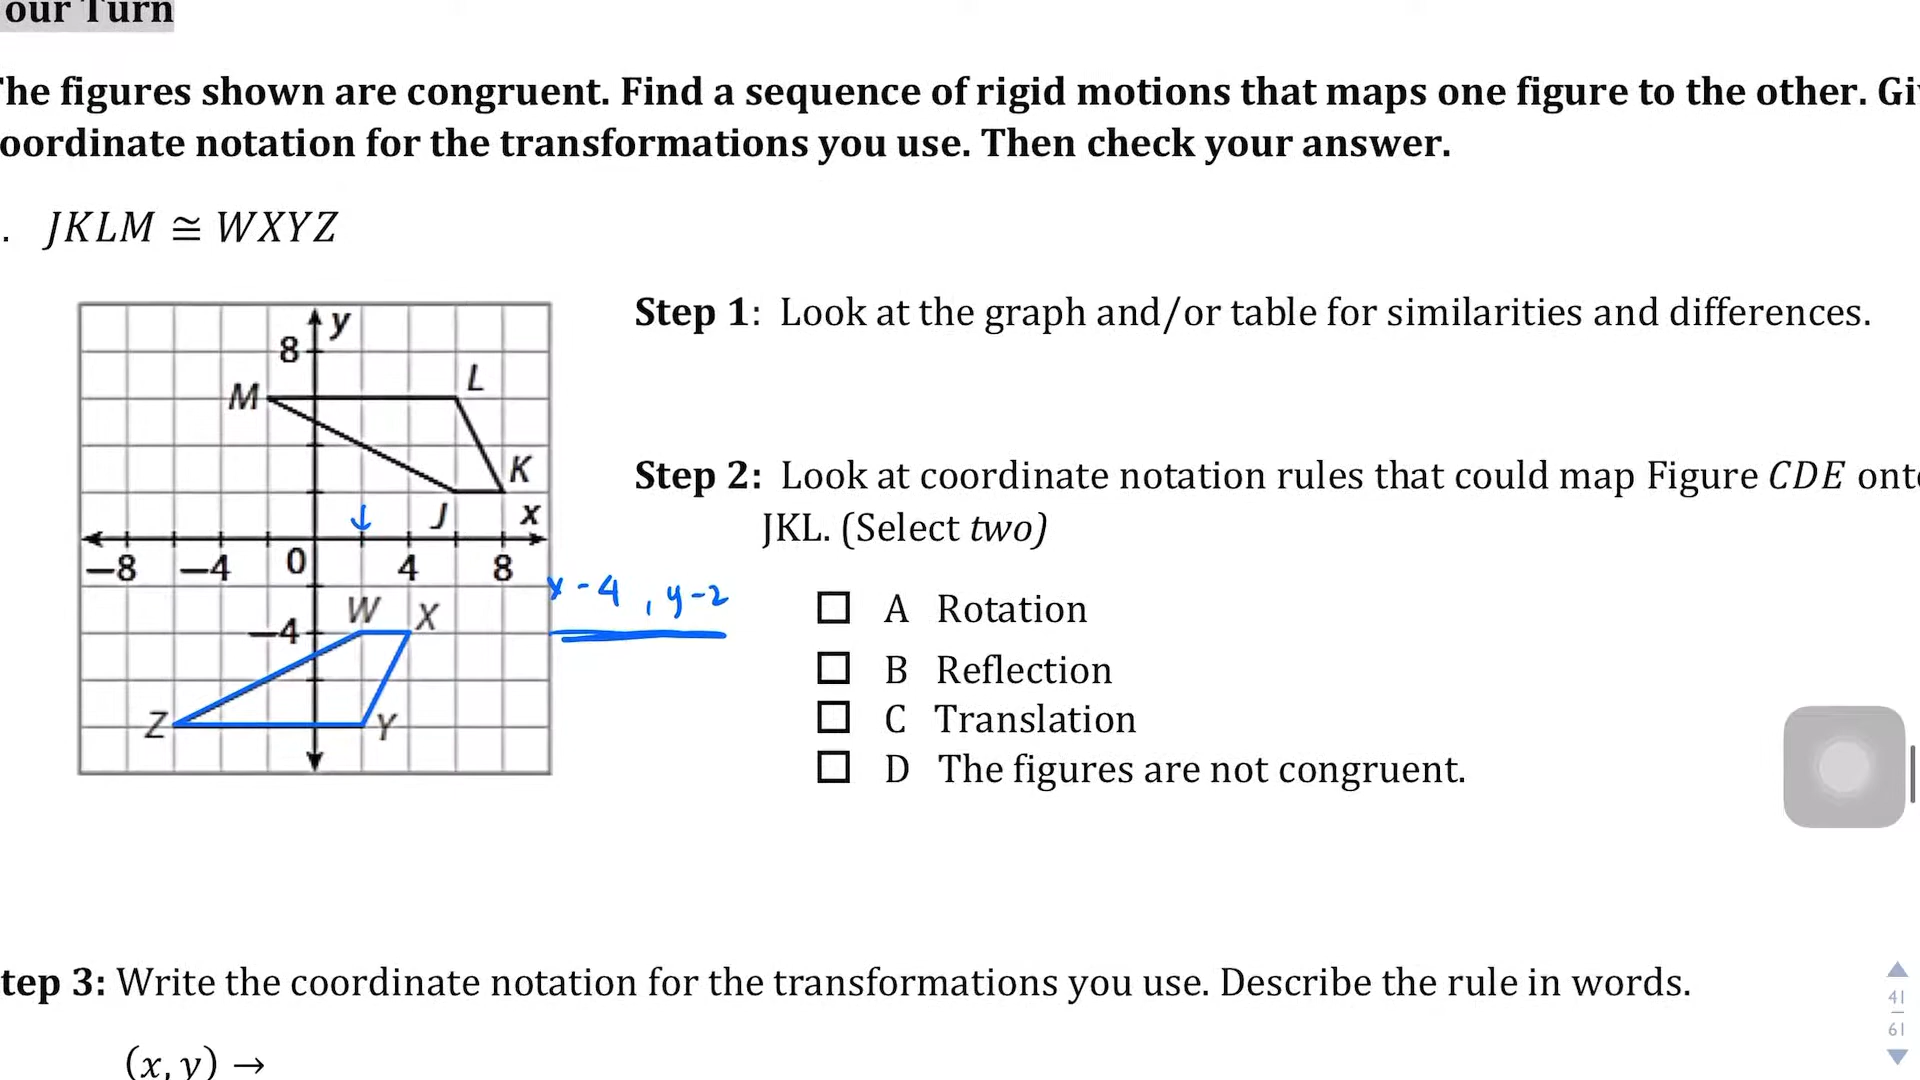 our Turn
he figures shown are congruent. Find a sequence of rigid motions that maps one figure to the other. Gi
oordinate notation for the transformations you use. Then check your answer.
. JKLM ≅ WXYZ
Step 1: Look at the graph and/or table for similarities and differences.
y
8
L
M
K
Step 2: Look at coordinate notation rules that could map Figure CDE ont
JKL. (Select two)
J
x
−8 −4 0 4 8
x-4, y-2
W X
−4
Z Y
A Rotation
B Reflection
C Translation
D The figures are not congruent.
tep 3: Write the coordinate notation for the transformations you use. Describe the rule in words.
41
61
(x, y) →